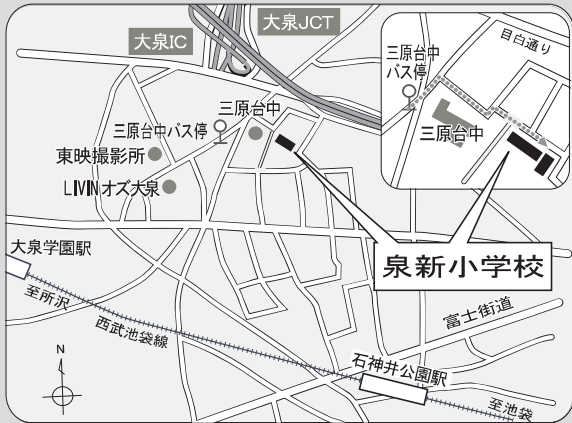 大泉IC
大泉JCT
目白通り
三原台中
バス停
三原台中
三原台中
三原台中バス停
東映撮影所
LIVINオズ大泉
泉新小学校
大泉学園駅
至所沢
西武池袋線
富士街道
石神井公園駅
至池袋
N